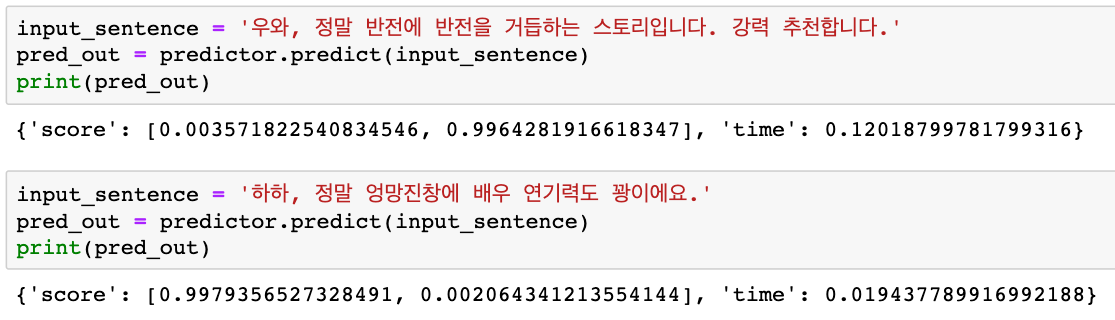 input_sentence = '우와, 정말 반전에 반전을 거듭하는 스토리입니다. 강력 추천합니다.'
pred_out = predictor.predict(input_sentence)
print(pred_out)
{'score': [0.003571822540834546, 0.9964281916618347], 'time': 0.12018799781799316}
input_sentence = '하하, 정말 엉망진창에 배우 연기력도 꽝이에요.'
pred_out = predictor.predict(input_sentence)
print(pred_out)
{'score': [0.9979356527328491, 0.002064341213554144], 'time': 0.019437789916992188}